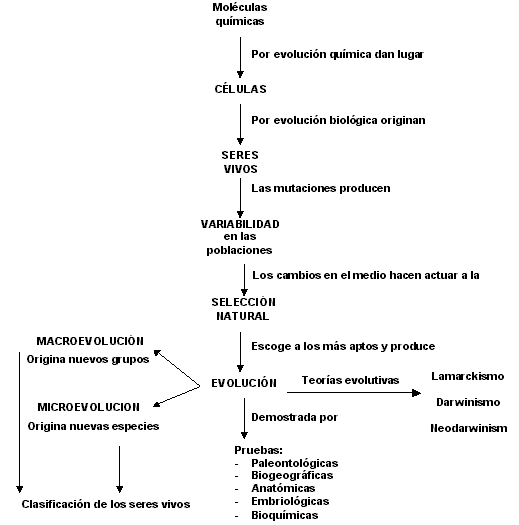 Moléculas
químicas
Por evolución química dan lugar
CÉLULAS
Por evolución biológica originan
SERES
VIVOS
Las mutaciones producen
VARIABILIDAD
en las
poblaciones
Los cambios en el medio hacen actuar a la
SELECCIÓN
NATURAL
Escoge a los más aptos y produce
MACROEVOLUCIÓN
Origina nuevos grupos
EVOLUCIÓN
Teorías evolutivas
Lamarckismo
Darwinismo
Neodarwinism
MICROEVOLUCION
Origina nuevas especies
Demostrada por
Pruebas:
- Paleontológicas
- Biogeográficas
- Anatómicas
- Embriológicas
- Bioquímicas
Clasificación de los seres vivos